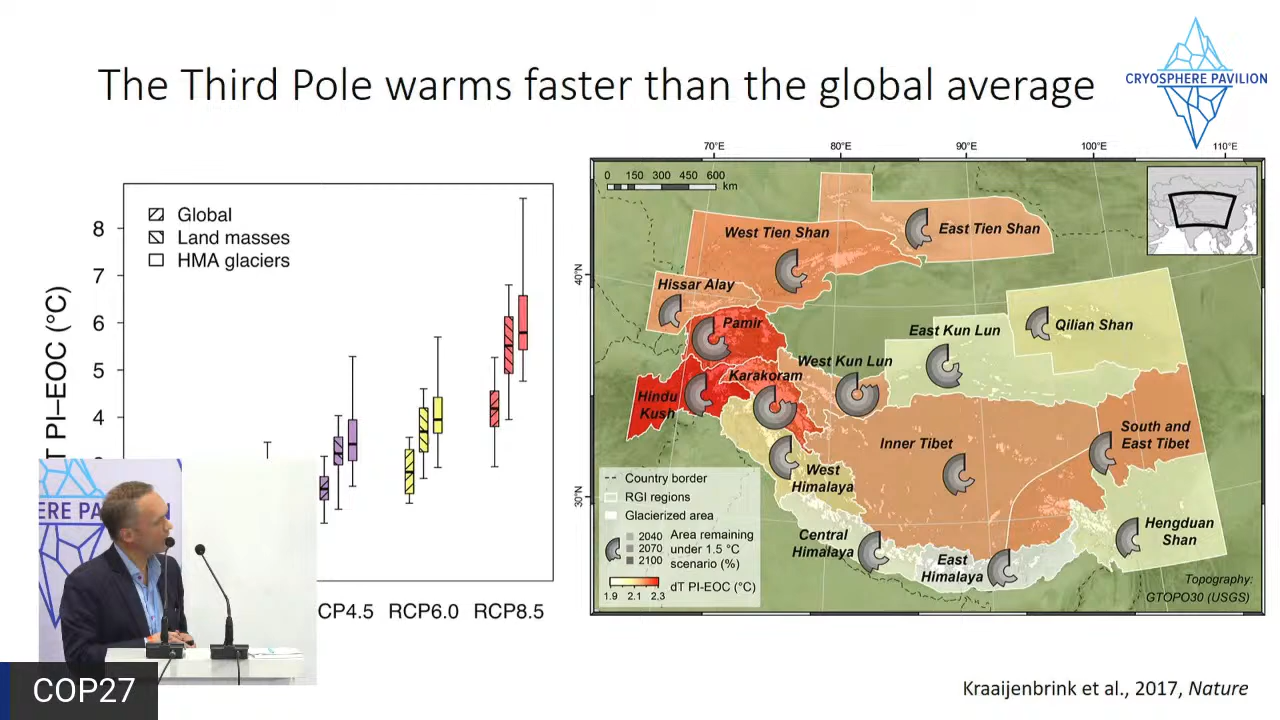 The Third Pole warms faster than the global average
CRYOSPHERE PAVILION
8
7
6
5
4
T PI–EOC (°C)
Global
Land masses
HMA glaciers
CP4.5
RCP6.0
RCP8.5
70°E
80°E
90°E
100°E
110°E
40°N
30°N
0 150 300 450 600
km
West Tien Shan
East Tien Shan
Hissar Alay
Pamir
Qilian Shan
East Kun Lun
West Kun Lun
Karakoram
Hindu
Kush
Inner Tibet
South and
East Tibet
West
Himalaya
Central
Himalaya
East
Himalaya
Hengduan
Shan
Country border
RGI regions
Glacierized area
2040
2070
2100
Area remaining
under 1.5 °C
scenario (%)
1.9 2.1 2.3
dT PI-EOC (°C)
Topography:
GTOPO30 (USGS)
ERE PA
COP27
Kraaijenbrink et al., 2017, Nature